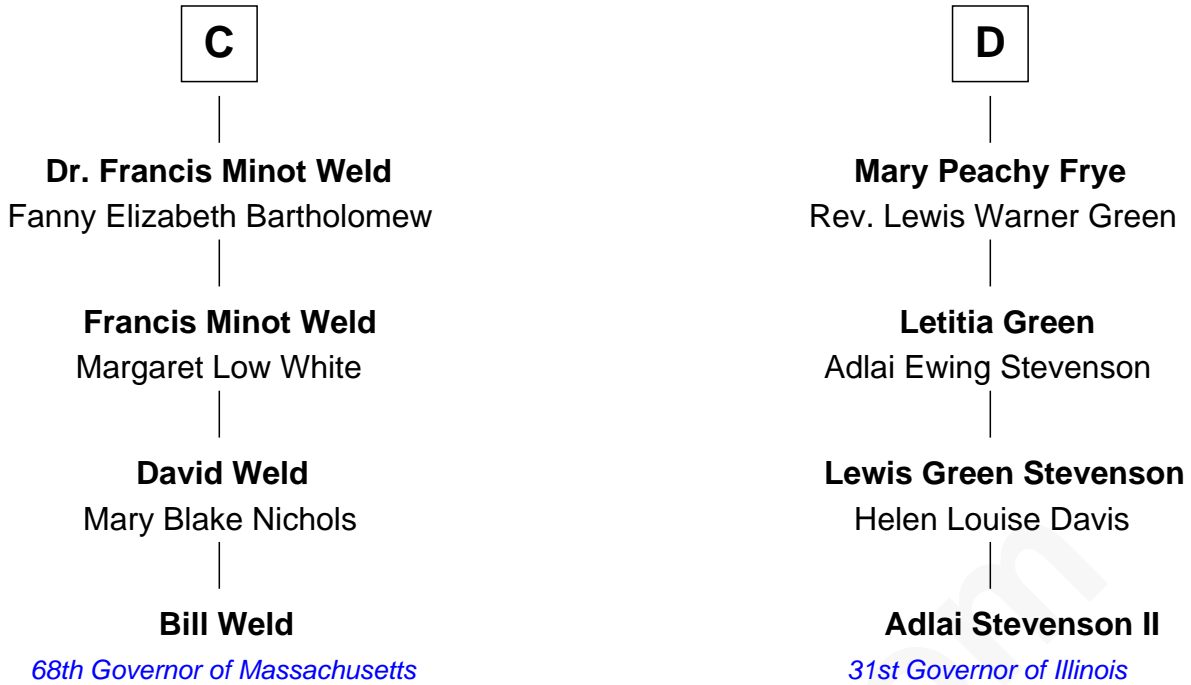 C
Dr. Francis Minot Weld
Fanny Elizabeth Bartholomew
Francis Minot Weld
Margaret Low White
David Weld
Mary Blake Nichols
Bill Weld
68th Governor of Massachusetts
D
Mary Peachy Frye
Rev. Lewis Warner Green
Letitia Green
Adlai Ewing Stevenson
Lewis Green Stevenson
Helen Louise Davis
Adlai Stevenson II
31st Governor of Illinois
om